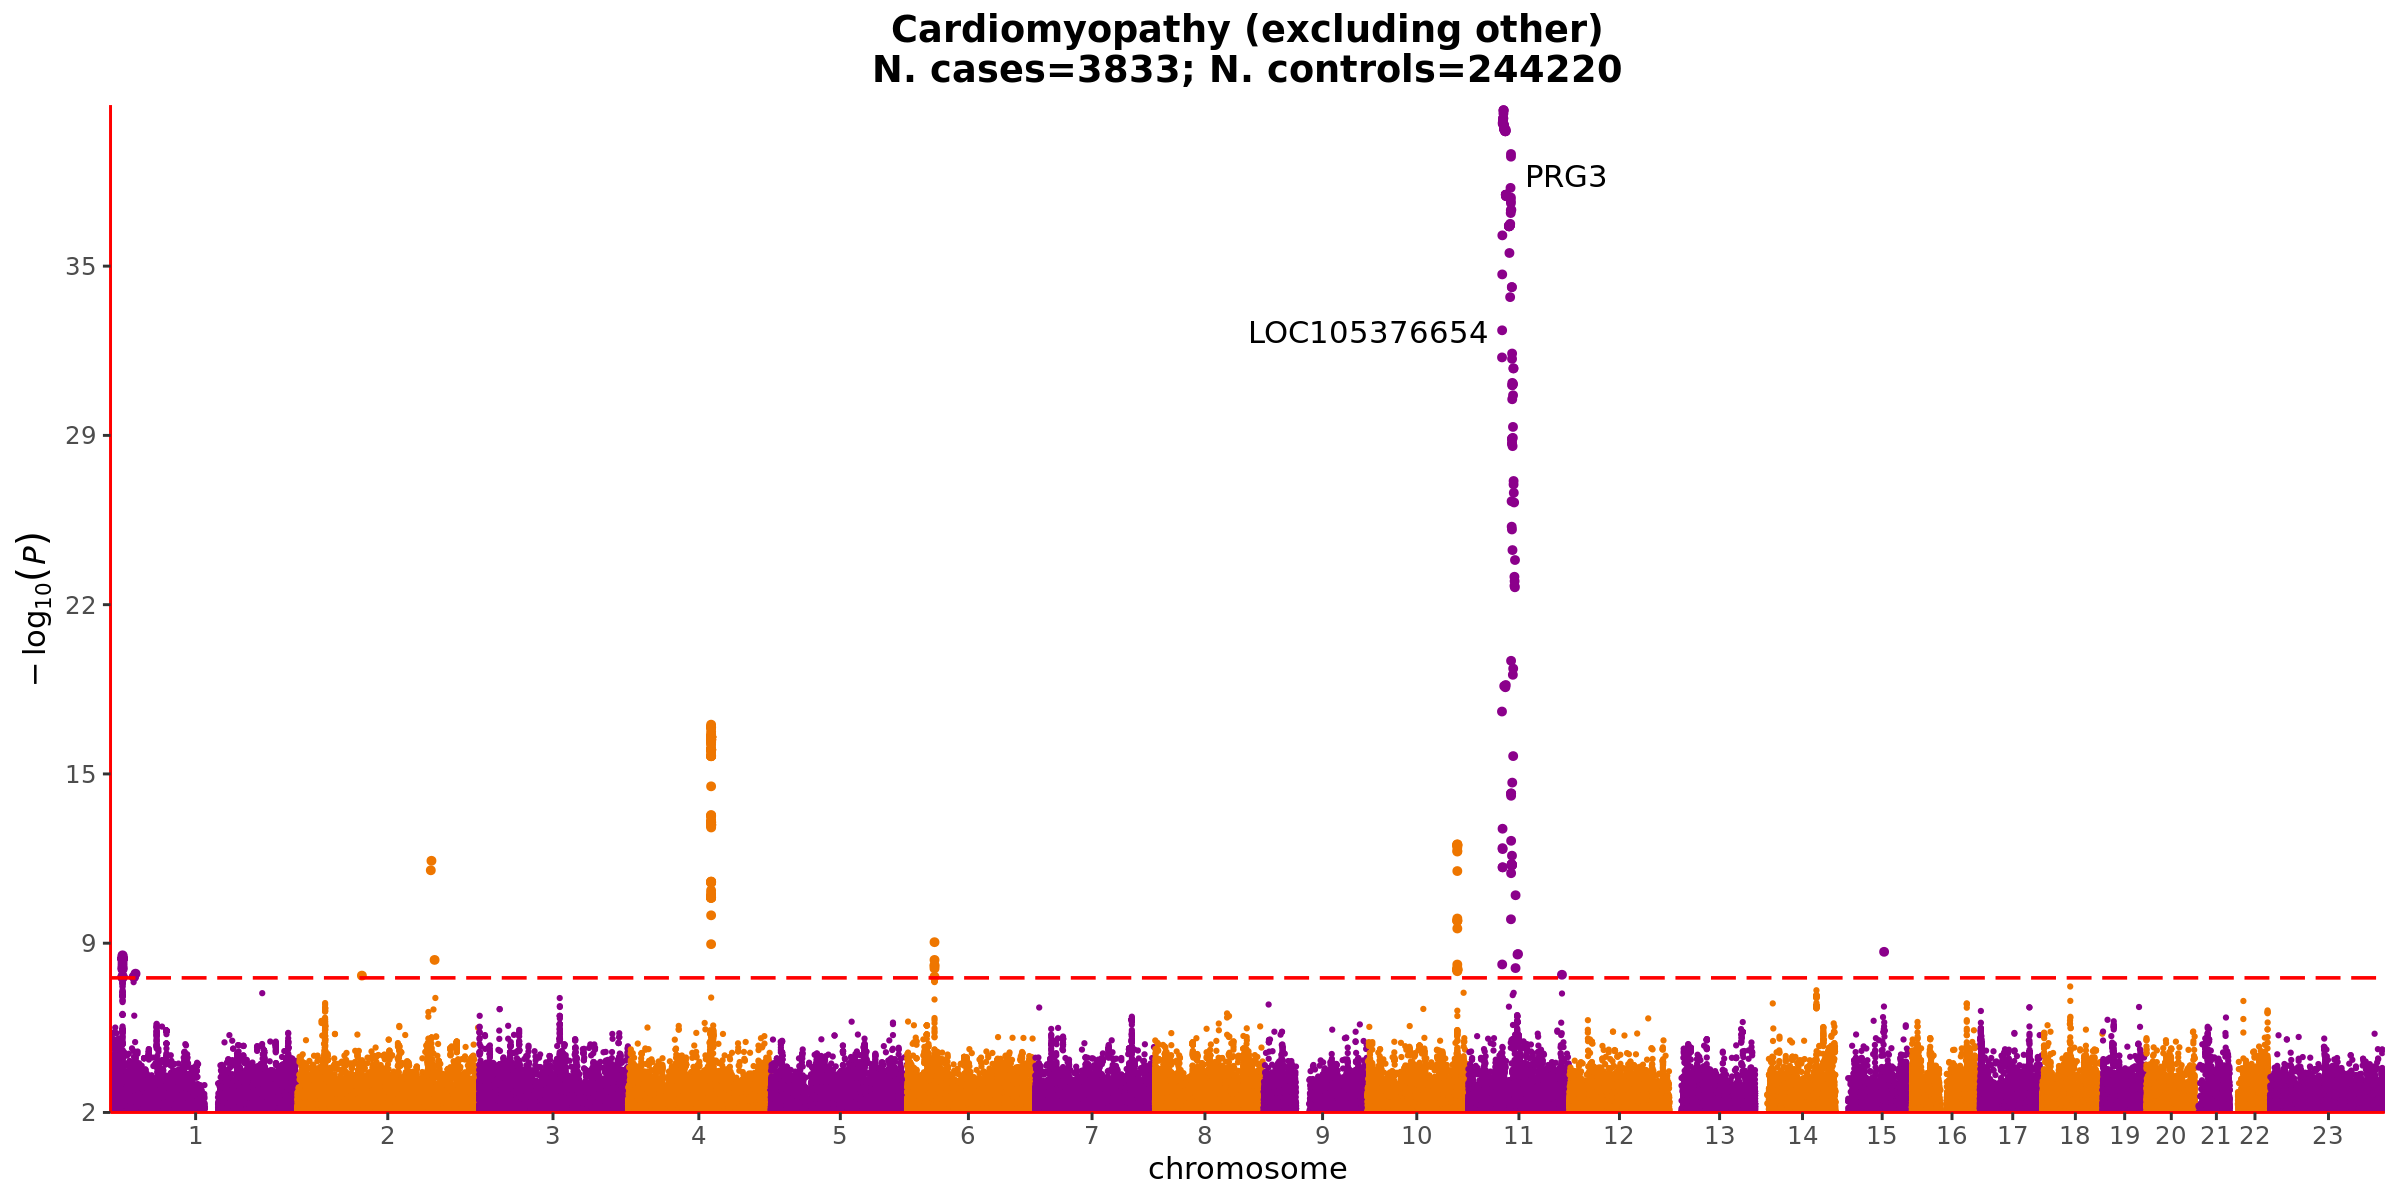 Cardiomyopathy (excluding other)
N. cases=3833; N. controls=244220
PRG3
LOC105376654
35
29
22
15
9
2
−log10(P)
1 2 3 4 5 6 7 8 9 10 11 12 13 14 15 16 17 18 19 20 21 22 23
chromosome